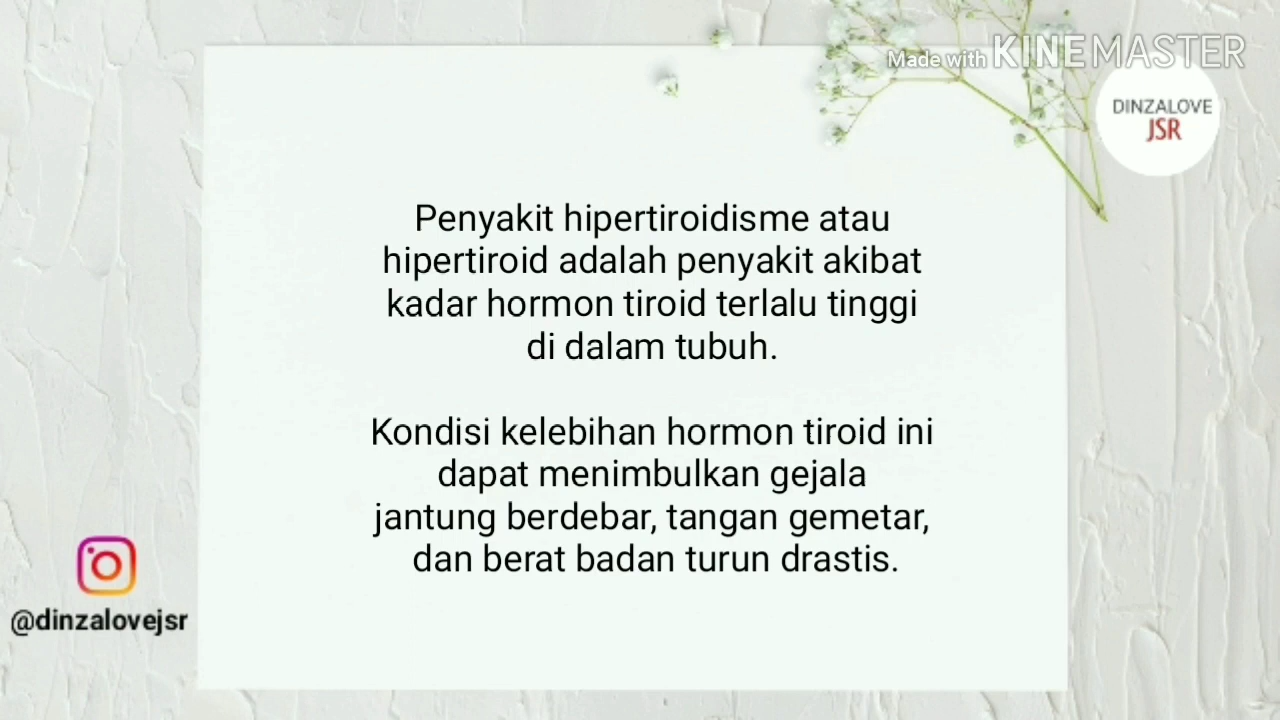 Made with KINEMASTER
DINZALOVE
JSR
Penyakit hipertiroidisme atau
hipertiroid adalah penyakit akibat
kadar hormon tiroid terlalu tinggi
di dalam tubuh.
Kondisi kelebihan hormon tiroid ini
dapat menimbulkan gejala
jantung berdebar, tangan gemetar,
dan berat badan turun drastis.
@dinzalovejsr